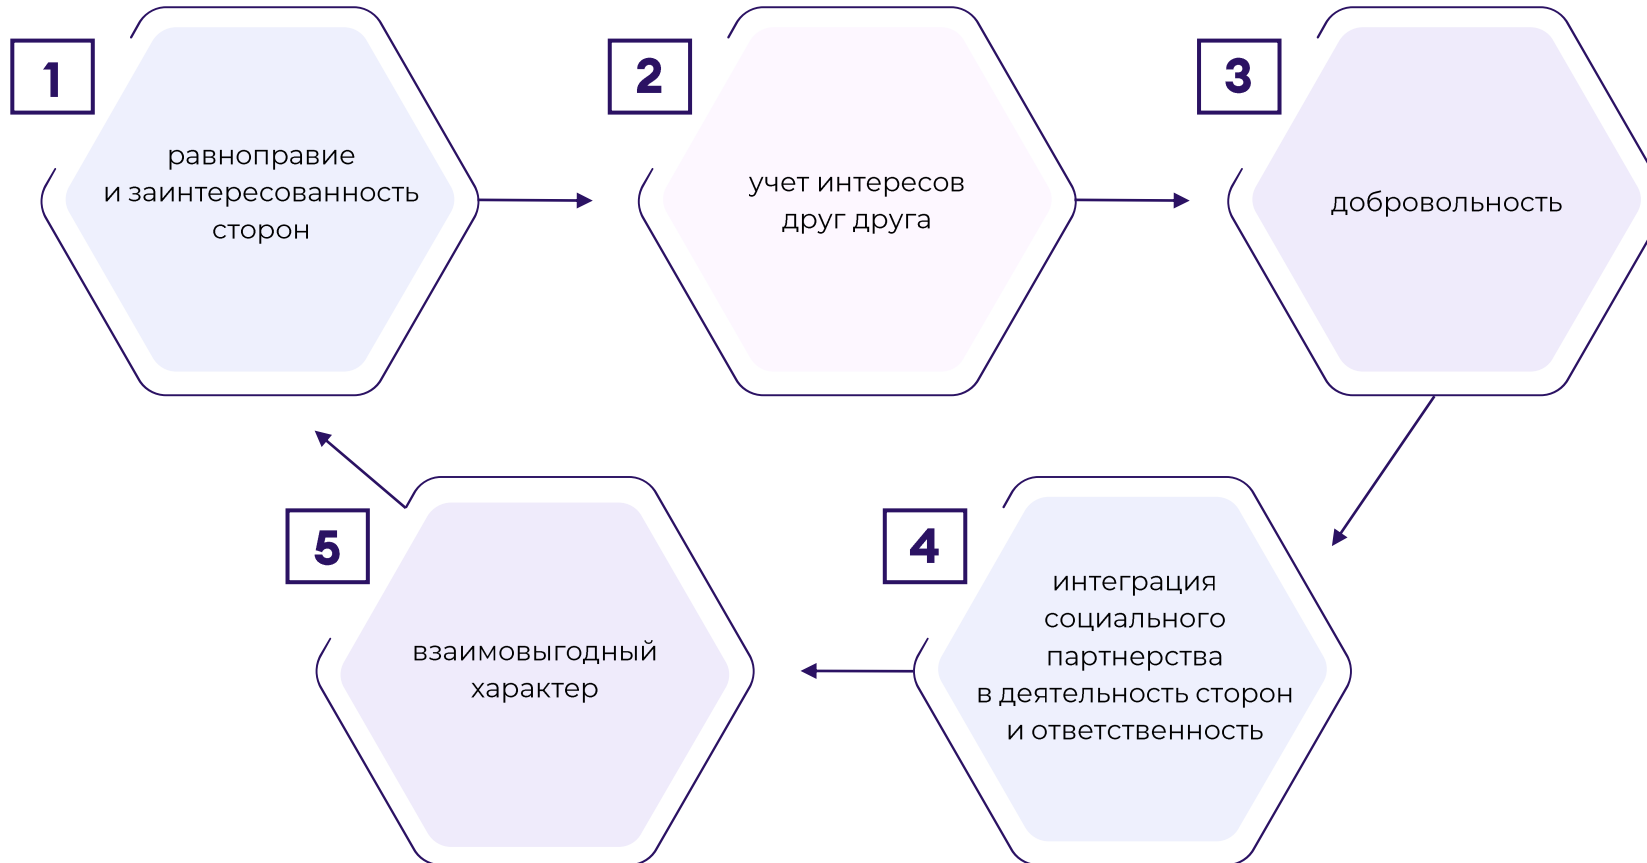 1
равноправие
и заинтересованность
сторон
2
учет интересов
друг друга
3
добровольность
4
интеграция
социального
партнерства
в деятельность сторон
и ответственность
5
взаимовыгодный
характер